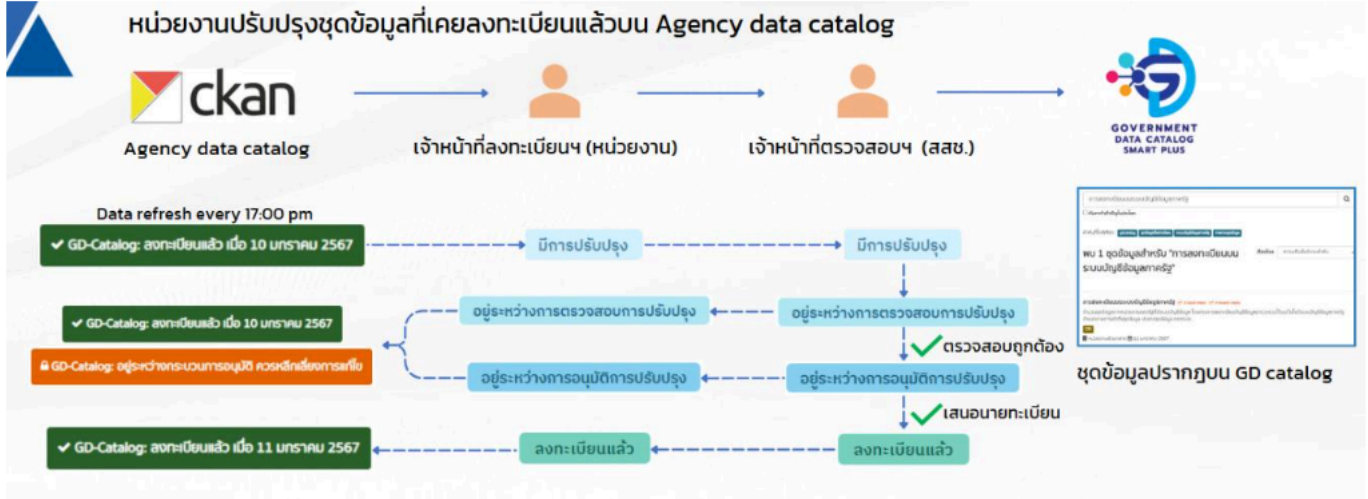 หน่วยงานปรับปรุงชุดข้อมูลที่เคยลงทะเบียนแล้วบน Agency data catalog
ckan
Agency data catalog
เจ้าหน้าที่ลงทะเบียนฯ (หน่วยงาน)
เจ้าหน้าที่ตรวจสอบฯ (สสช.)
GOVERNMENT
DATA CATALOG
SMART PLUS
Data refresh every 17:00 pm
GD-Catalog: ลงทะเบียนแล้ว เมื่อ 10 มกราคม 2567
มีการปรับปรุง
มีการปรับปรุง
พบ 1 ชุดข้อมูลสำหรับ "การลงทะเบียนบน
ระบบบัญชีข้อมูลภาครัฐ"
GD-Catalog: ลงทะเบียนแล้ว เมื่อ 10 มกราคม 2567
อยู่ระหว่างการตรวจสอบการปรับปรุง
อยู่ระหว่างการตรวจสอบการปรับปรุง
ตรวจสอบถูกต้อง
GD-Catalog: อยู่ระหว่างกระบวนการอนุมัติ ควรหลีกเลี่ยงการแก้ไข
อยู่ระหว่างการอนุมัติการปรับปรุง
อยู่ระหว่างการอนุมัติการปรับปรุง
ชุดข้อมูลปรากฎบน GD catalog
เสนอนายทะเบียน
GD-Catalog: ลงทะเบียนแล้ว เมื่อ 11 มกราคม 2567
ลงทะเบียนแล้ว
ลงทะเบียนแล้ว